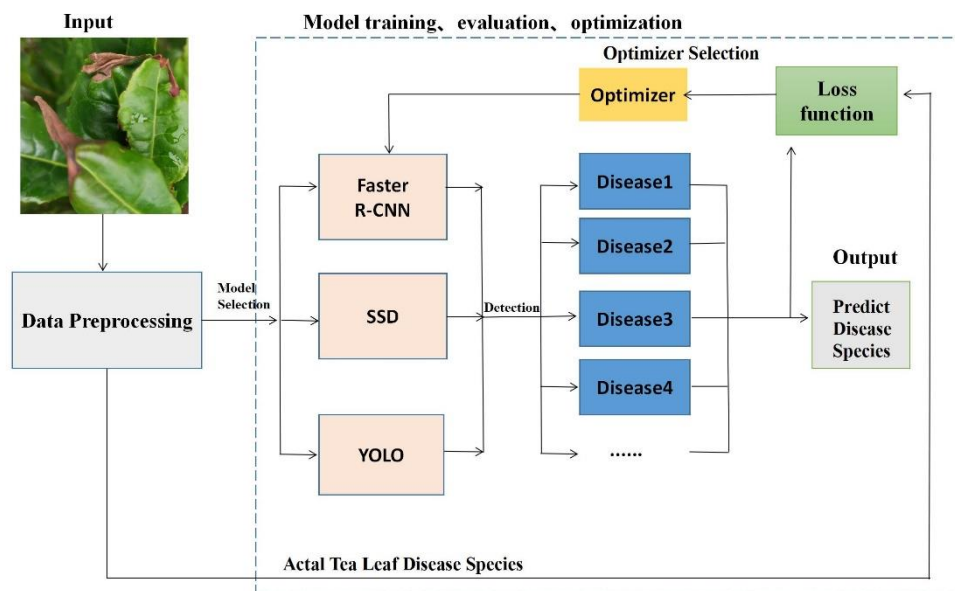 Input
Model training、evaluation、optimization
Optimizer Selection
Optimizer
Loss
function
Faster
R-CNN
Disease1
Disease2
Output
Data Preprocessing
Model
Selection
SSD
Detection
Disease3
Predict
Disease
Species
Disease4
YOLO
......
Actal Tea Leaf Disease Species